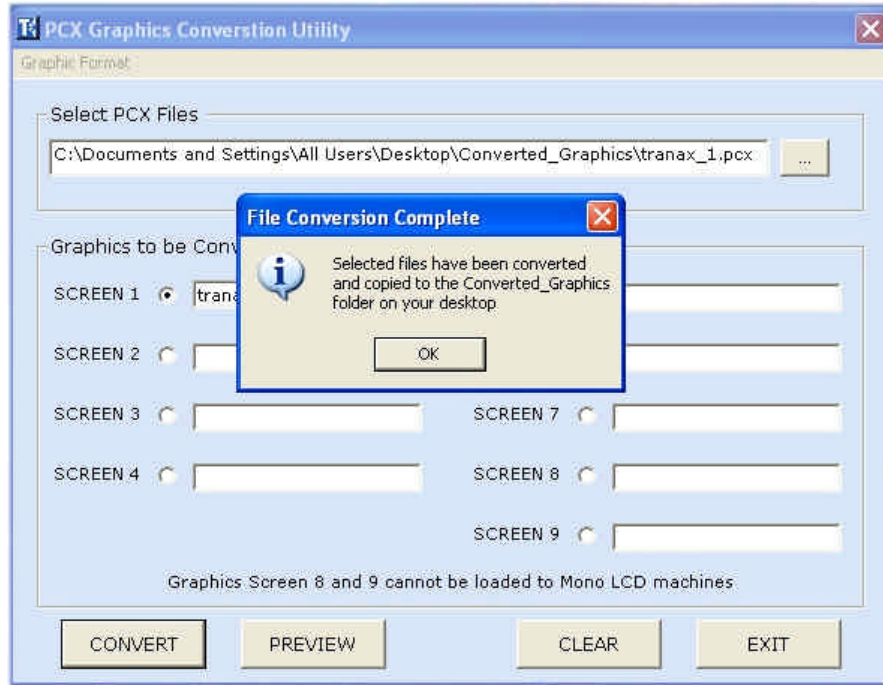 PCX Graphics Converstion Utility
Graphic Format
Select PCX Files
C:\Documents and Settings\All Users\Desktop\Converted_Graphics\tranax_1.pcx
...
File Conversion Complete
Selected files have been converted
and copied to the Converted_Graphics
folder on your desktop
OK
Graphics to be Conv
SCREEN 1 trana
SCREEN 2
SCREEN 3 SCREEN 7
SCREEN 4 SCREEN 8
SCREEN 9
Graphics Screen 8 and 9 cannot be loaded to Mono LCD machines
CONVERT PREVIEW CLEAR EXIT